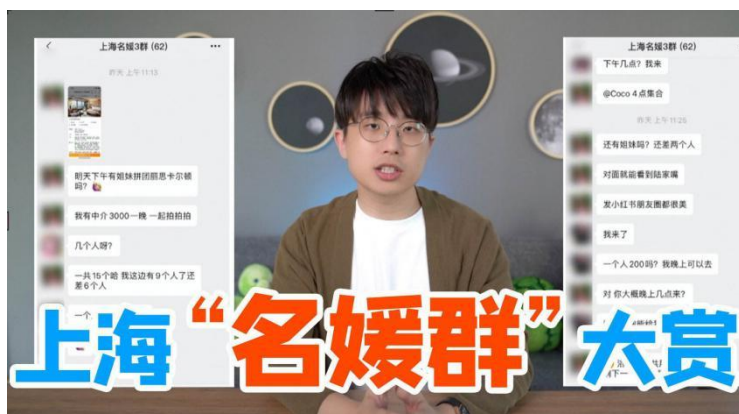 上海名媛3群 (62)
昨天 上午11:13
明天下午有姐妹拼团丽思卡尔顿
吗？
我有中介3000一晚 一起拍拍拍
几个人呀？
一共15个哈 我这边有9个人了还
差6个人
一个
上海名媛3群 (62)
下午几点？我来
@Coco 4点集合
昨天 上午11:25
还有姐妹吗？还差两个人
对面就能看到陆家嘴
发小红书朋友圈都很美
我来了
一个人200吗？我晚上可以去
对 你大概晚上几点来？
上海“名媛群”大赏